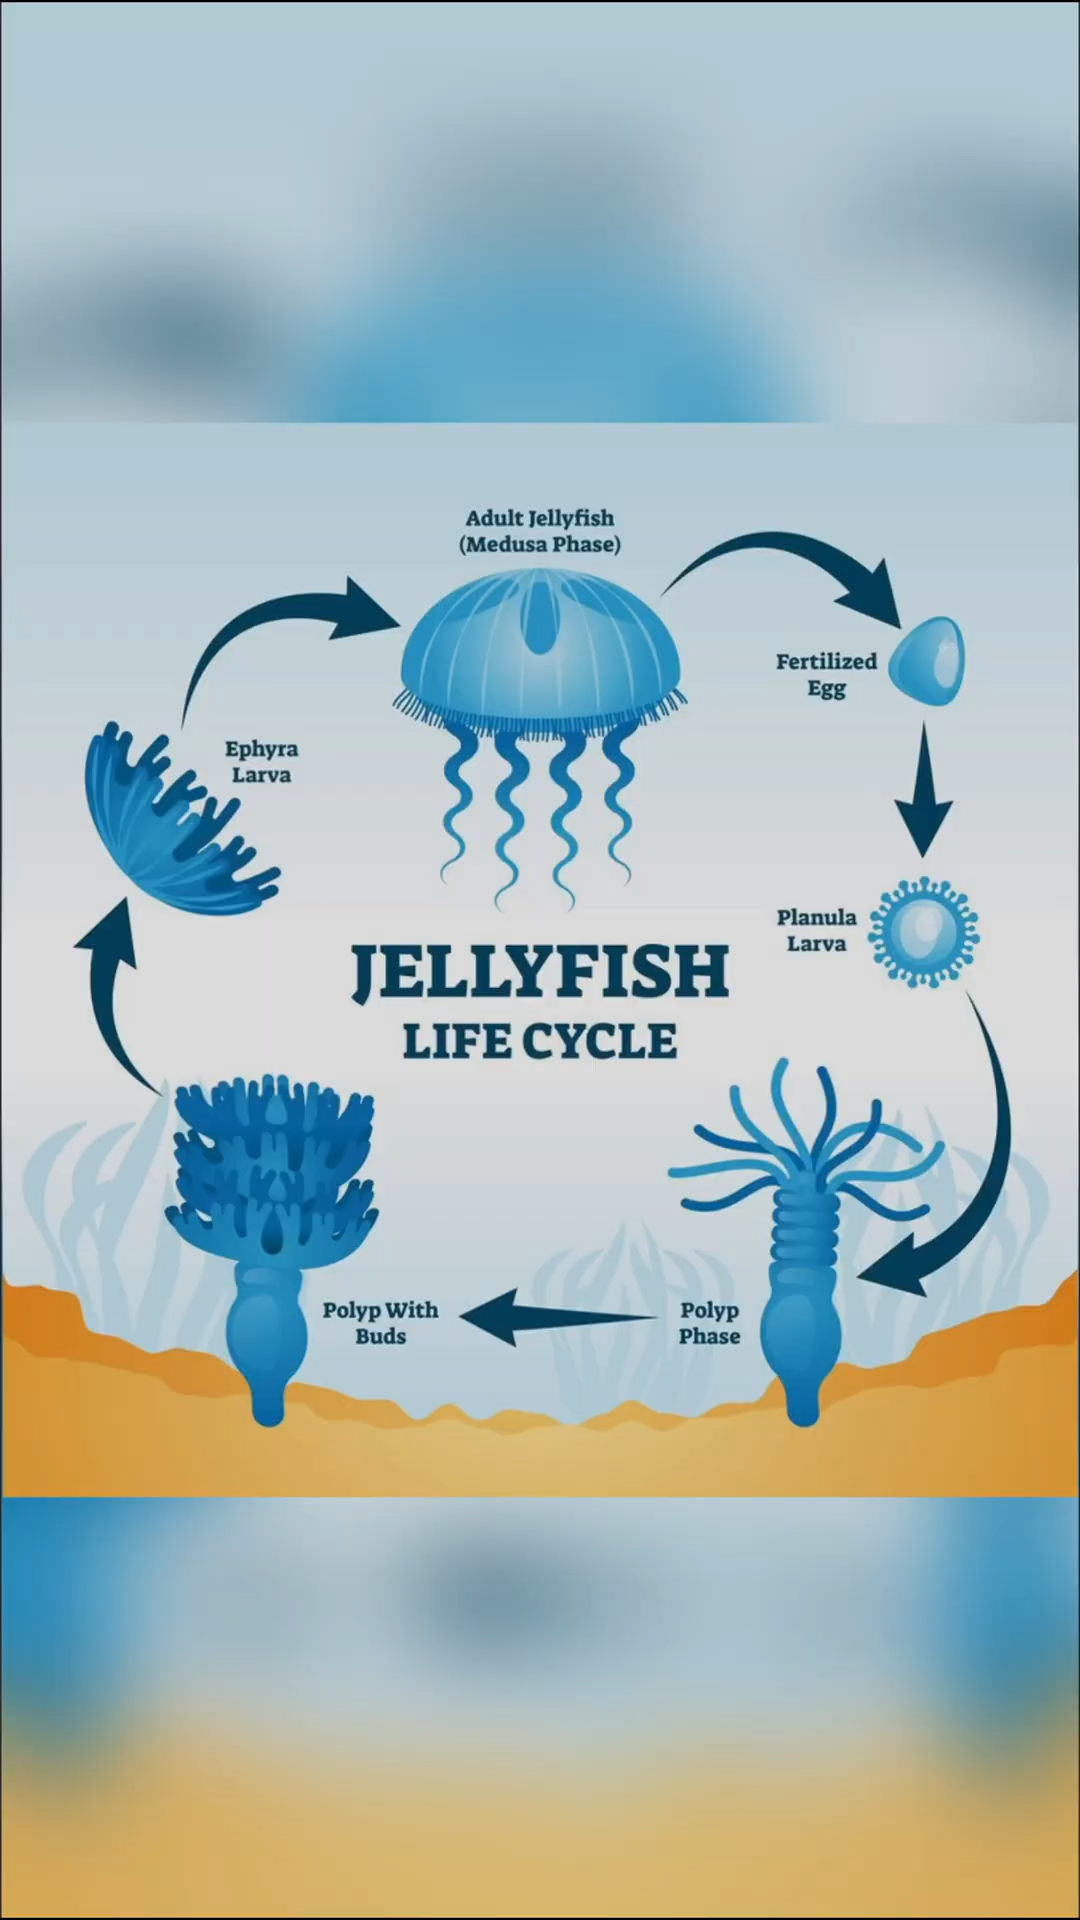 Adult Jellyfish
(Medusa Phase)
Fertilized
Egg
Ephyra
Larva
Planula
Larva
JELLYFISH
LIFE CYCLE
Polyp With
Buds
Polyp
Phase